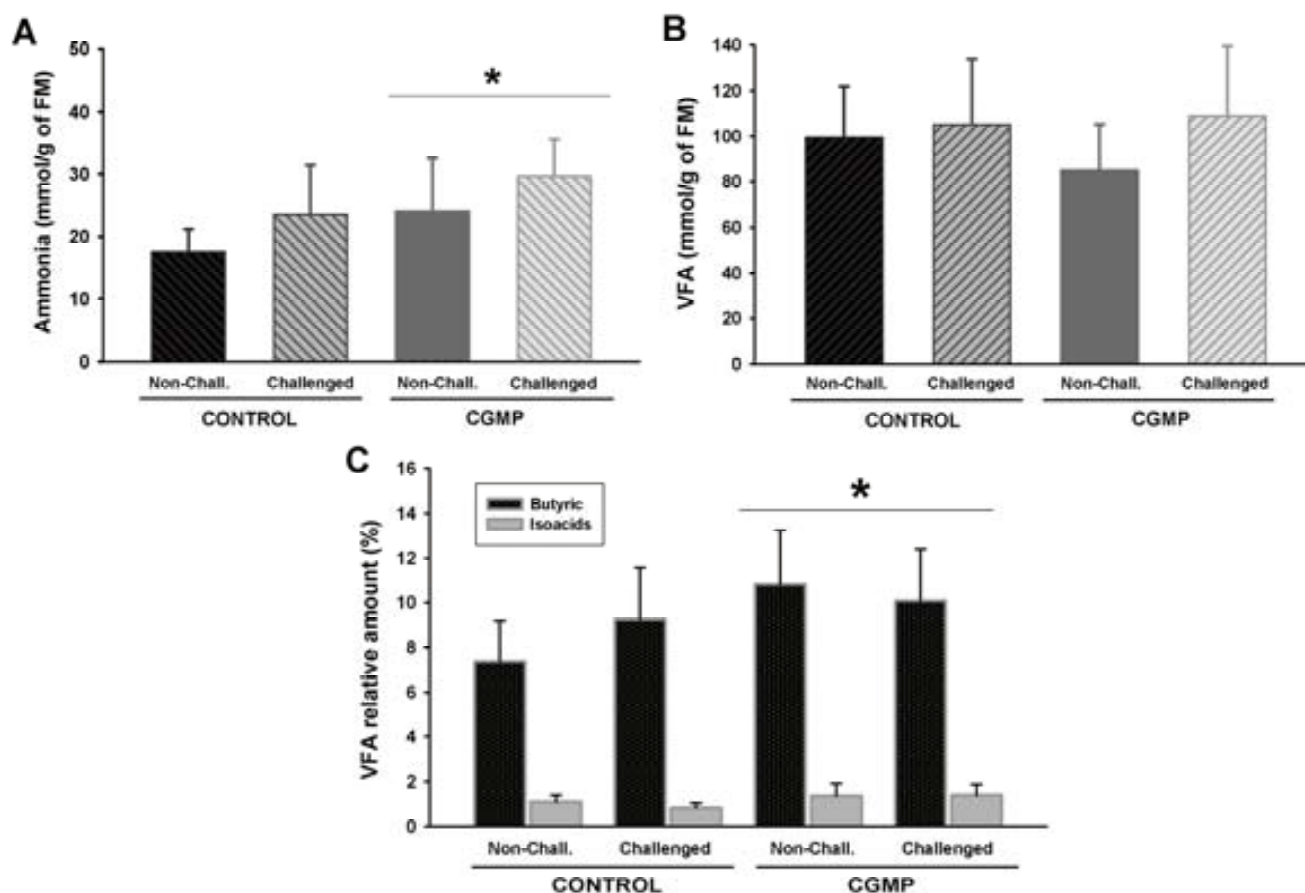 A
50
40
30
20
10
0
Ammonia (mmol/g of FM)
*
Non-Chall. Challenged Non-Chall. Challenged
CONTROL CGMP
B
140
120
100
80
60
40
20
0
VFA (mmol/g of FM)
Non-Chall. Challenged Non-Chall. Challenged
CONTROL CGMP
C
16
14
12
10
8
6
4
2
0
VFA relative amount (%)
Butyric
Isoacids
*
Non-Chall. Challenged Non-Chall. Challenged
CONTROL CGMP